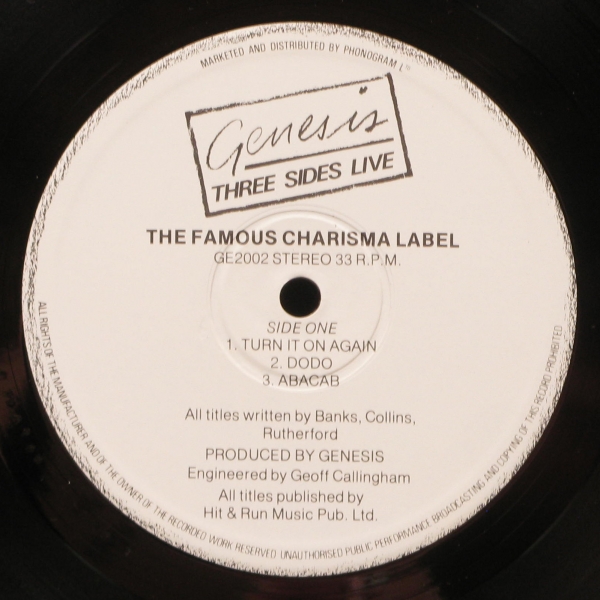 MARKETED AND DISTRIBUTED BY PHONOGRAM L
Genesis
THREE SIDES LIVE
THE FAMOUS CHARISMA LABEL
GE2002 STEREO 33 R.P.M.
SIDE ONE
1. TURN IT ON AGAIN
2. DODO
3. ABACAB
All titles written by Banks, Collins,
Rutherford
PRODUCED BY GENESIS
Engineered by Geoff Callingham
All titles published by
Hit & Run Music Pub. Ltd.
ALL RIGHTS OF THE MANUFACTURER AND OF THE OWNER OF THE RECORDED WORK RESERVED UNAUTHORISED PUBLIC PERFORMANCE BROADCASTING AND COPYING OF THIS RECORD PROHIBITED